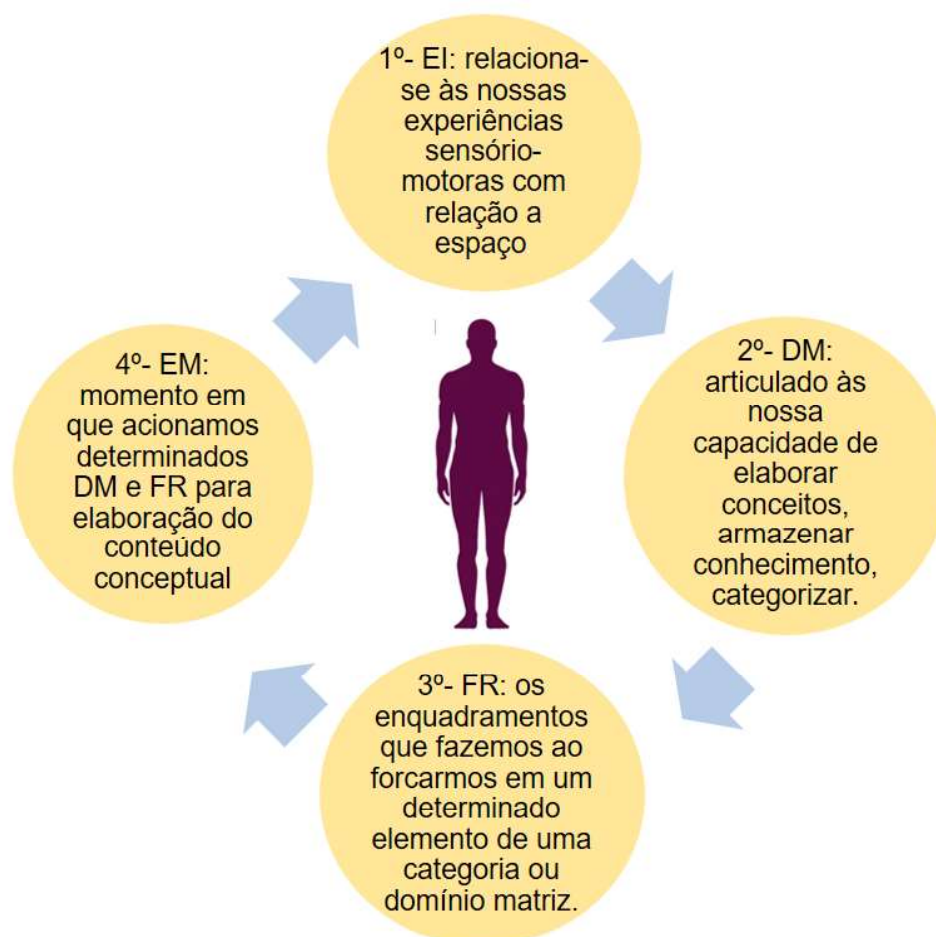 1º- EI: relaciona-
se às nossas
experiências
sensório-
motoras com
relação a
espaço
2º- DM:
articulado às
nossa
capacidade de
elaborar
conceitos,
armazenar
conhecimento,
categorizar.
3º- FR: os
enquadramentos
que fazemos ao
forcarmos em um
determinado
elemento de uma
categoria ou
domínio matriz.
4º- EM:
momento em
que acionamos
determinados
DM e FR para
elaboração do
conteúdo
conceptual